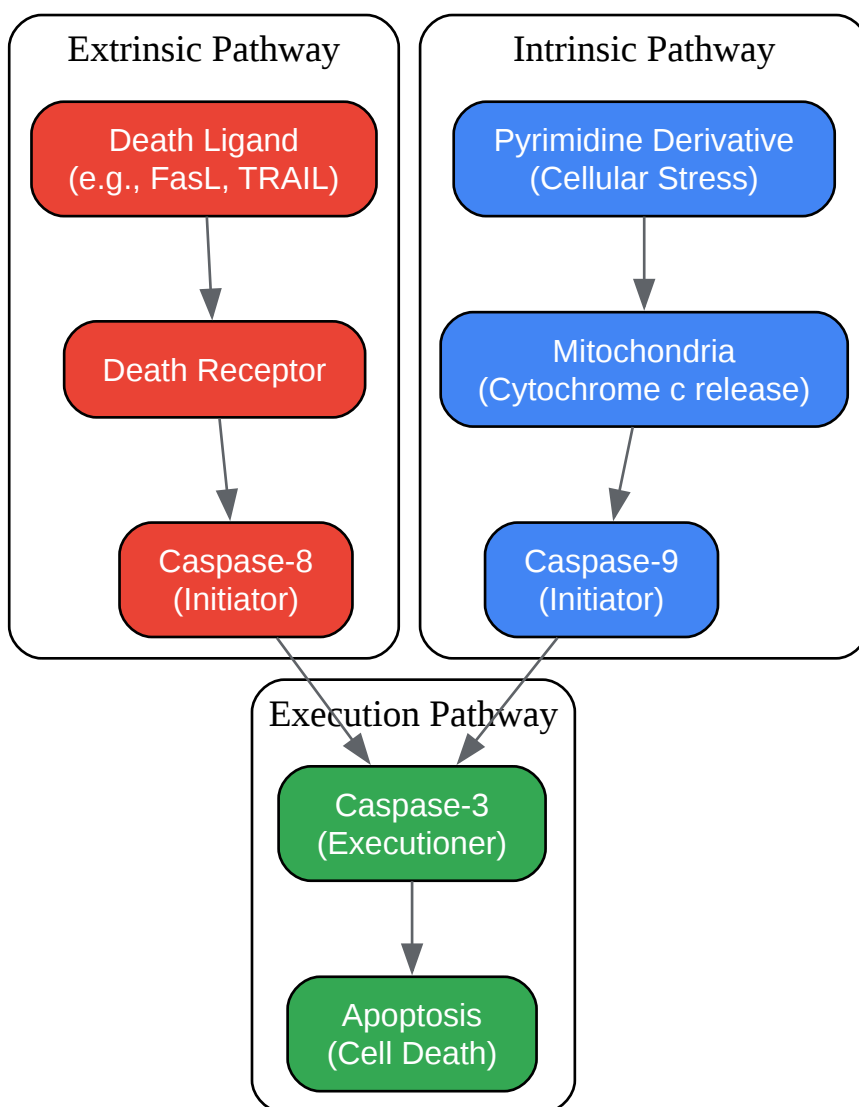 Extrinsic Pathway
Death Ligand
(e.g., FasL, TRAIL)
Death Receptor
Caspase-8
(Initiator)
Intrinsic Pathway
Pyrimidine Derivative
(Cellular Stress)
Mitochondria
(Cytochrome c release)
Caspase-9
(Initiator)
Execution Pathway
Caspase-3
(Executioner)
Apoptosis
(Cell Death)